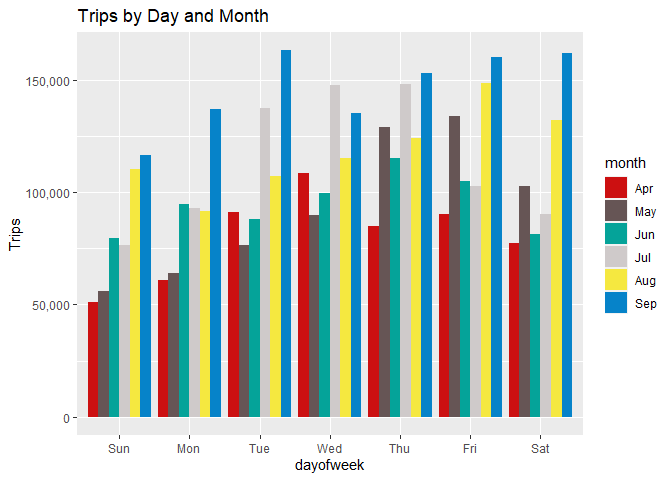 Trips by Day and Month
150,000
100,000
50,000
0
Trips
Sun Mon Tue Wed Thu Fri Sat
dayofweek
month
Apr
May
Jun
Jul
Aug
Sep